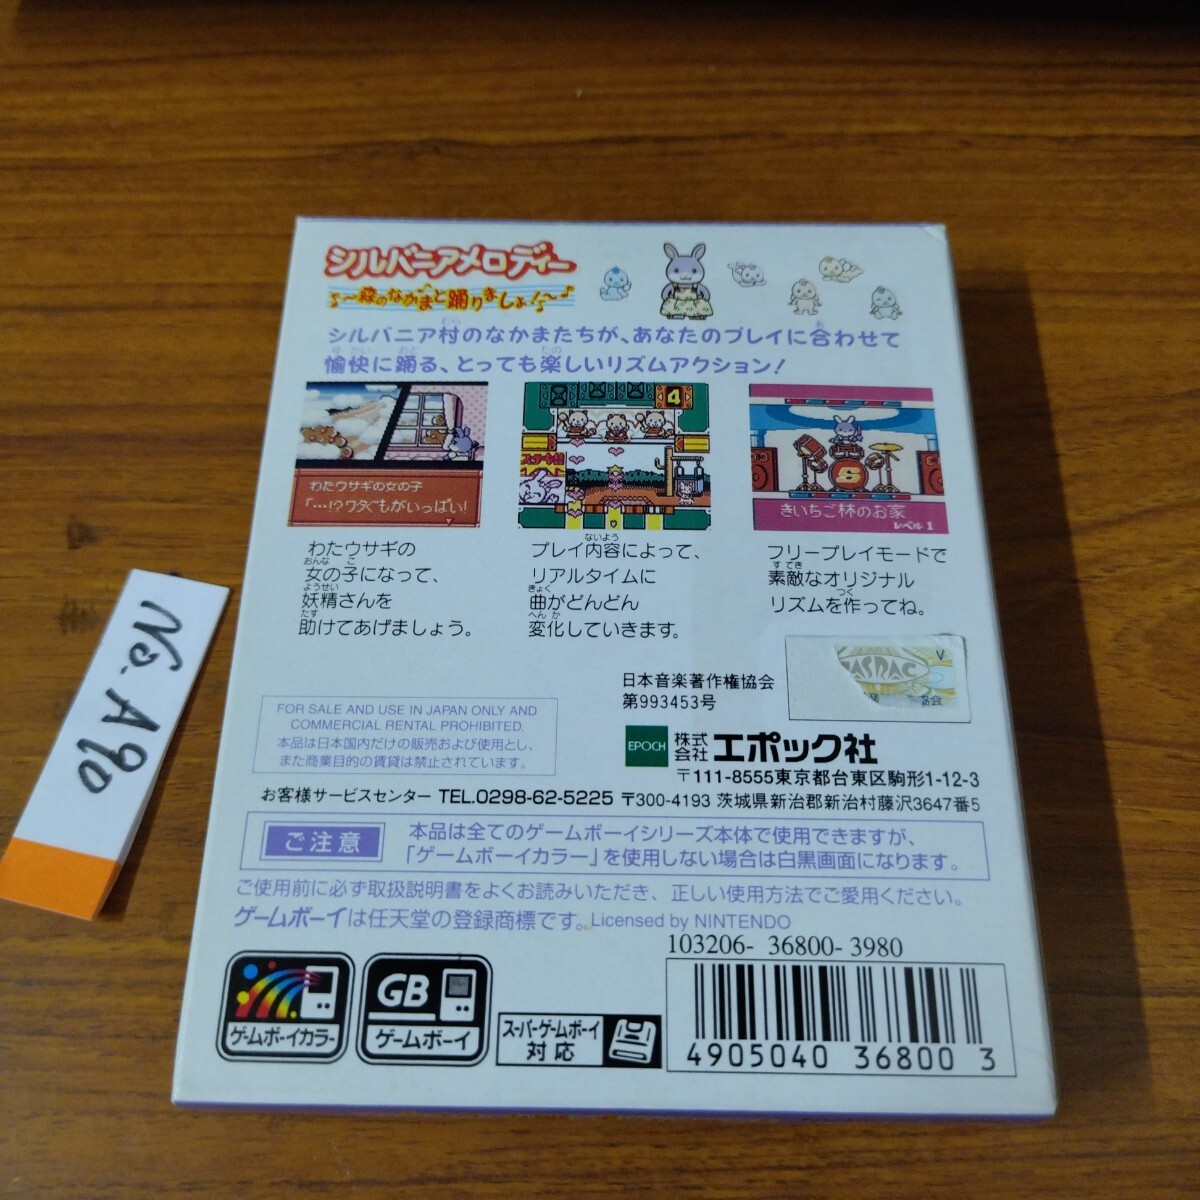 シルバニアメロディー
♪～森のなかまと踊りましょ!～♪
シルバニア村のなかまたちが、あなたのプレイに合わせて
愉快に踊る、とっても楽しいリズムアクション!
わたウサギの女の子
「…!?ワタ゛もがいっぱい!
4
6
きいちご林のお家
レベル 1
わたウサギの
女の子になって、
妖精さんを
助けてあげましょう。
プレイ内容によって、
リアルタイムに
曲がどんどん
変化していきます。
フリープレイモードで
素敵なオリジナル
リズムを作ってね。
日本音楽著作権協会
第993453号
JASRAC
V
FOR SALE AND USE IN JAPAN ONLY AND
COMMERCIAL RENTAL PROHIBITED.
本品は日本国内だけの販売および使用とし、
また商業目的の賃貸は禁止されています。
EPOCH 株式会社エポック社
〒111-8555東京都台東区駒形1-12-3
お客様サービスセンター TEL.0298-62-5225 〒300-4193 茨城県新治郡新治村藤沢3647番5
ご注意
本品は全てのゲームボーイシリーズ本体で使用できますが、
「ゲームボーイカラー」を使用しない場合は白黒画面になります。
ご使用前に必ず取扱説明書をよくお読みいただき、正しい使用方法でご愛用ください。
ゲームボーイは任天堂の登録商標です。Licensed by NINTENDO
103206- 36800- 3980
ゲームボーイカラー
GB
ゲームボーイ
スーパーゲームボーイ
対応
4905040 36800 3
No. A90